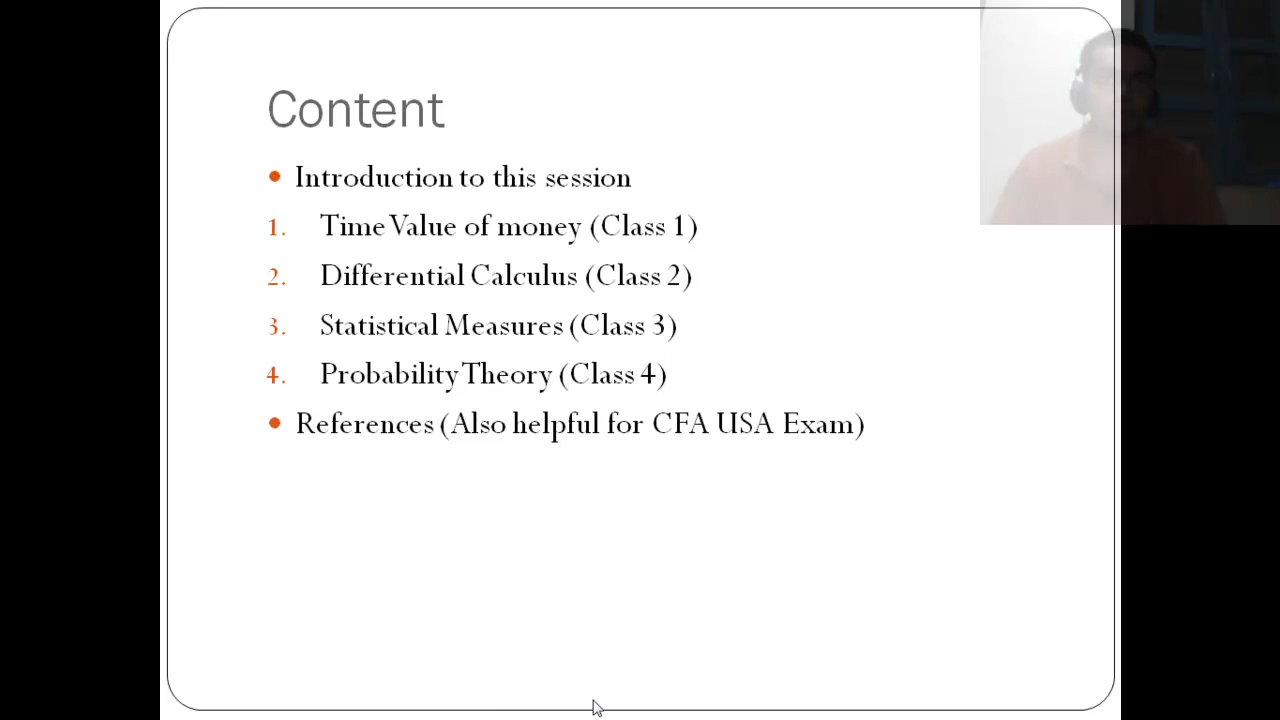 Content
• Introduction to this session
1. Time Value of money (Class 1)
2. Differential Calculus (Class 2)
3. Statistical Measures (Class 3)
4. Probability Theory (Class 4)
• References (Also helpful for CFA USA Exam)